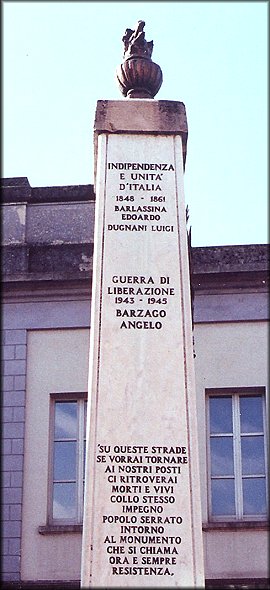 INDIPENDENZA
E UNITA'
D'ITALIA
1848 - 1861
BARLASSINA
EDOARDO
DUGNANI LUIGI
GUERRA DI
LIBERAZIONE
1943 - 1945
BARZAGO
ANGELO
"SU QUESTE STRADE
SE VORRAI TORNARE
AI NOSTRI POSTI
CI RITROVERAI
MORTI E VIVI
COLLO STESSO
IMPEGNO
POPOLO SERRATO
INTORNO
AL MONUMENTO
CHE SI CHIAMA
ORA E SEMPRE
RESISTENZA„